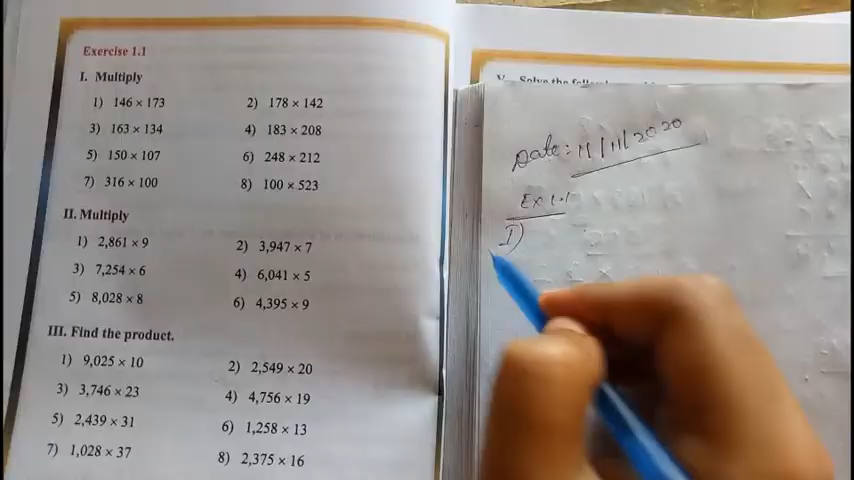 Exercise 1.1
I. Multiply
1) 146 × 173 2) 178 × 142
3) 163 × 134 4) 183 × 208
5) 150 × 107 6) 248 × 212
7) 316 × 100 8) 100 × 523
II. Multiply
1) 2,861 × 9 2) 3,947 × 7
3) 7,254 × 6 4) 6,041 × 5
5) 8,028 × 8 6) 4,395 × 9
III. Find the product.
1) 9,025 × 10 2) 2,549 × 20
3) 3,746 × 23 4) 4,756 × 19
5) 2,439 × 31 6) 1,258 × 13
7) 1,028 × 37 8) 2,375 × 16
V. Solve the
Date: 11/11/2020
Ex 1.1
I)